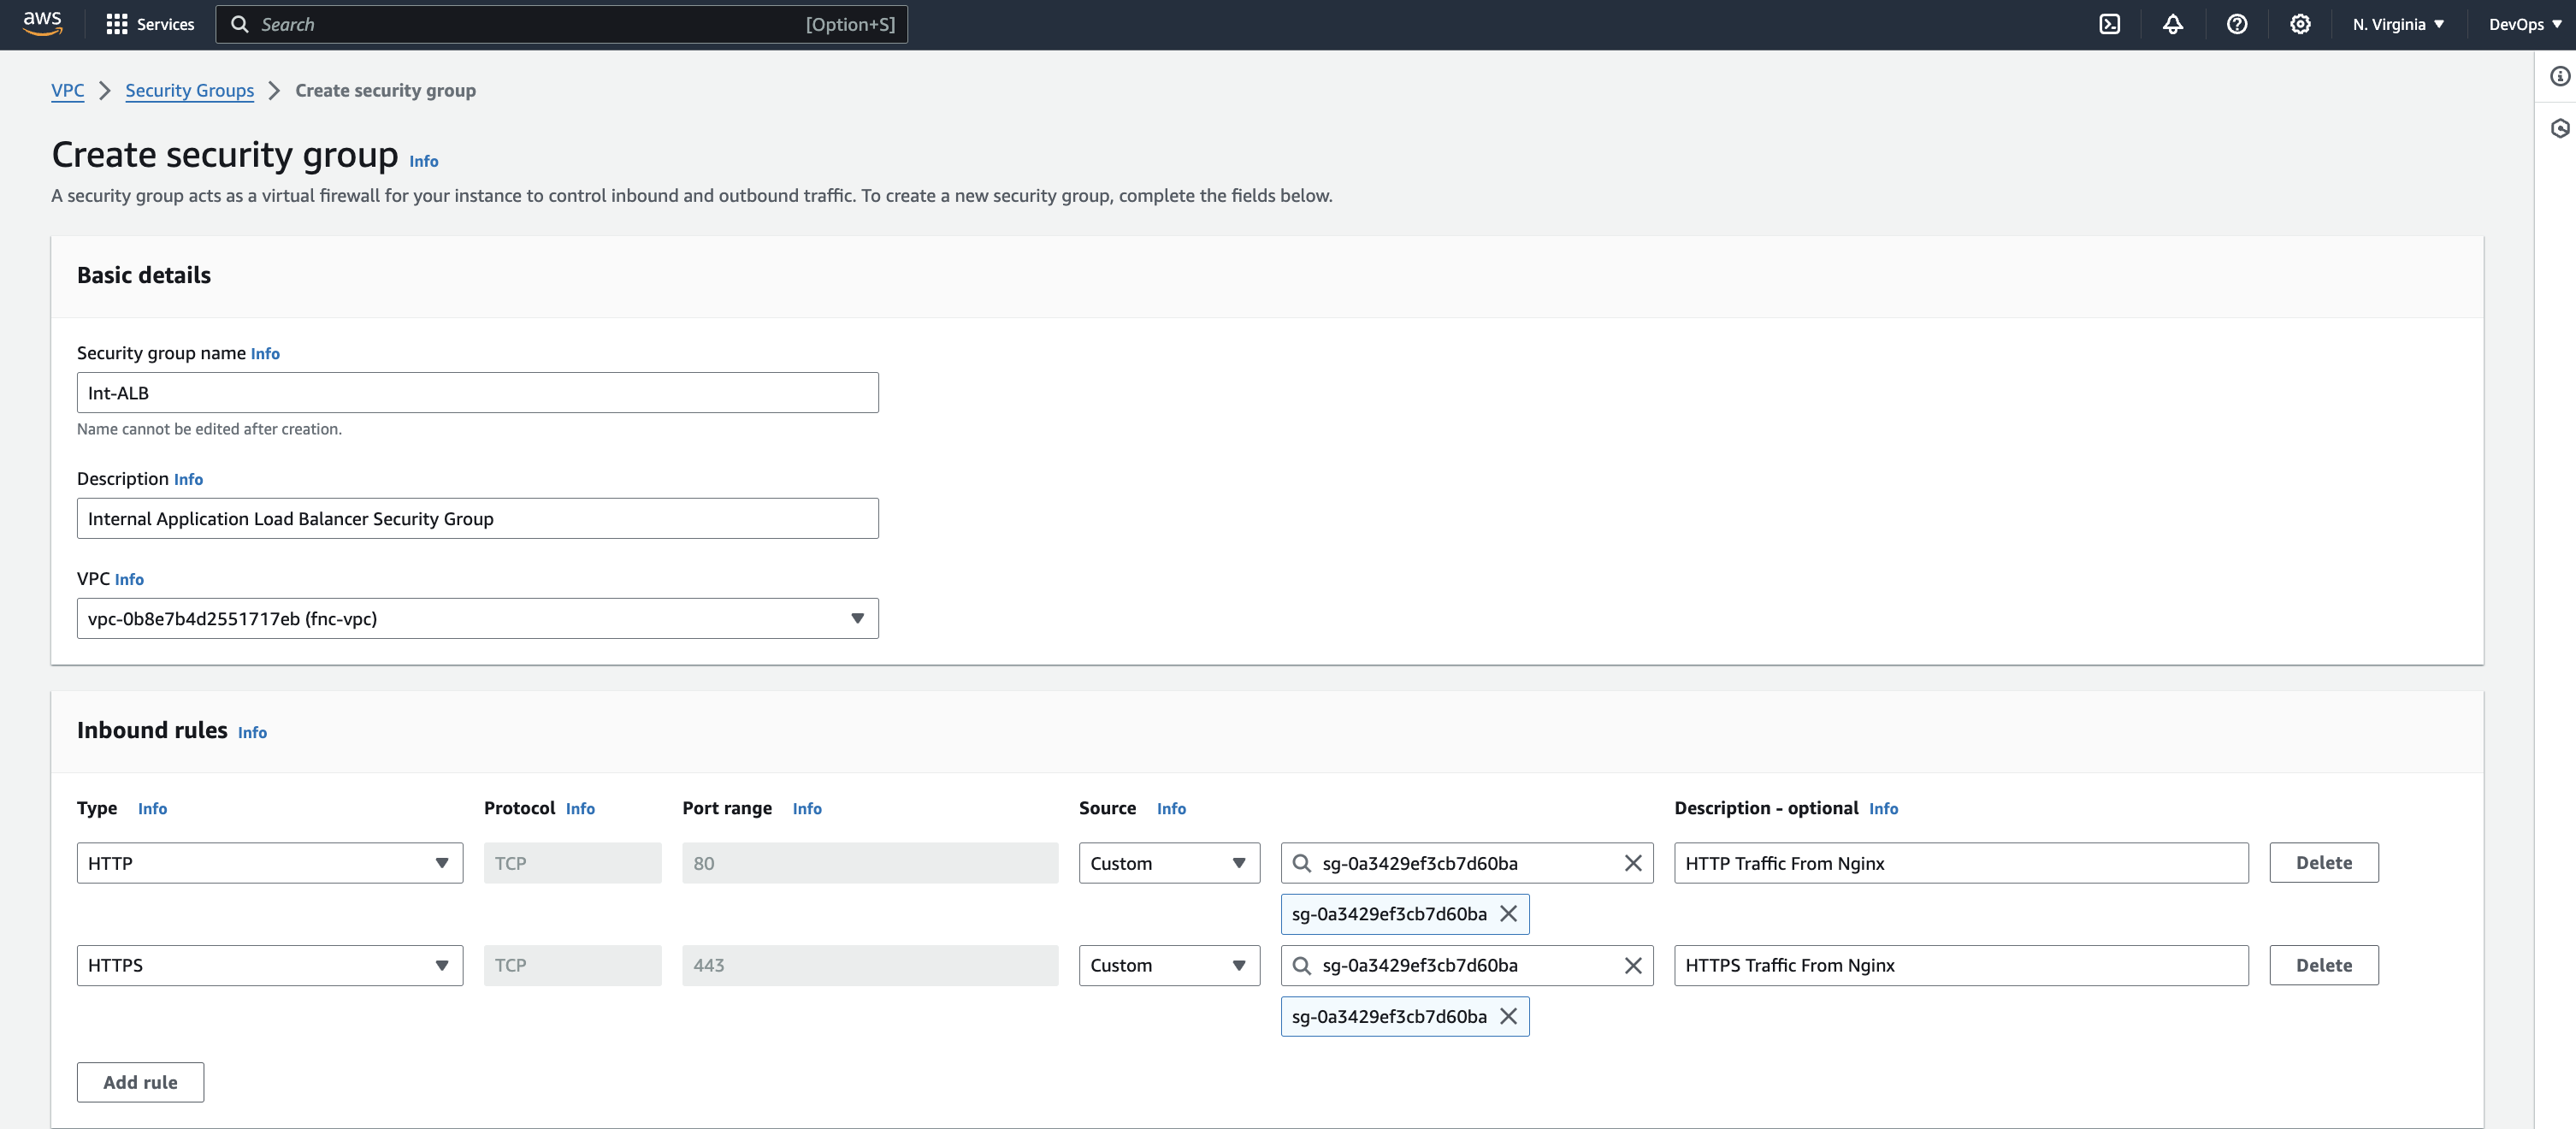 aws Services Search [Option+S] N. Virginia DevOps
VPC Security Groups Create security group
Create security group Info
A security group acts as a virtual firewall for your instance to control inbound and outbound traffic. To create a new security group, complete the fields below.
Basic details
Security group name Info
Int-ALB
Name cannot be edited after creation.
Description Info
Internal Application Load Balancer Security Group
VPC Info
vpc-0b8e7b4d2551717eb (fnc-vpc)
Inbound rules Info
Type Info Protocol Info Port range Info Source Info Description - optional Info
HTTP TCP 80 Custom sg-0a3429ef3cb7d60ba HTTP Traffic From Nginx Delete
sg-0a3429ef3cb7d60ba
HTTPS TCP 443 Custom sg-0a3429ef3cb7d60ba HTTPS Traffic From Nginx Delete
sg-0a3429ef3cb7d60ba
Add rule